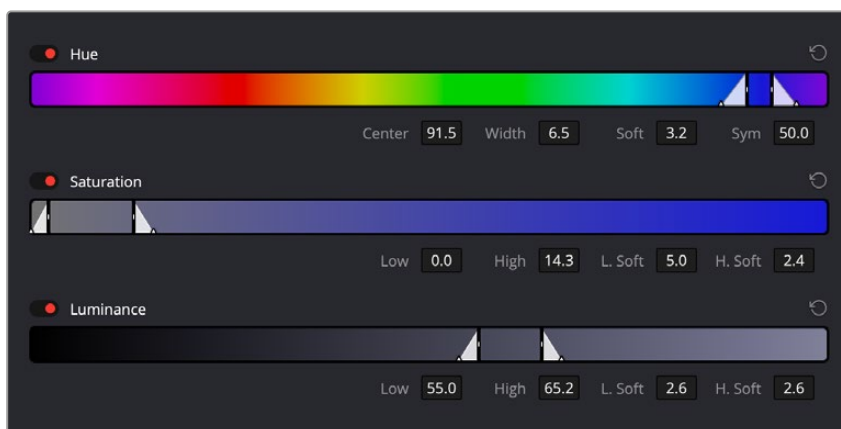 Hue
Center 91.5 Width 6.5 Soft 3.2 Sym 50.0
Saturation
Low 0.0 High 14.3 L. Soft 5.0 H. Soft 2.4
Luminance
Low 55.0 High 65.2 L. Soft 2.6 H. Soft 2.6